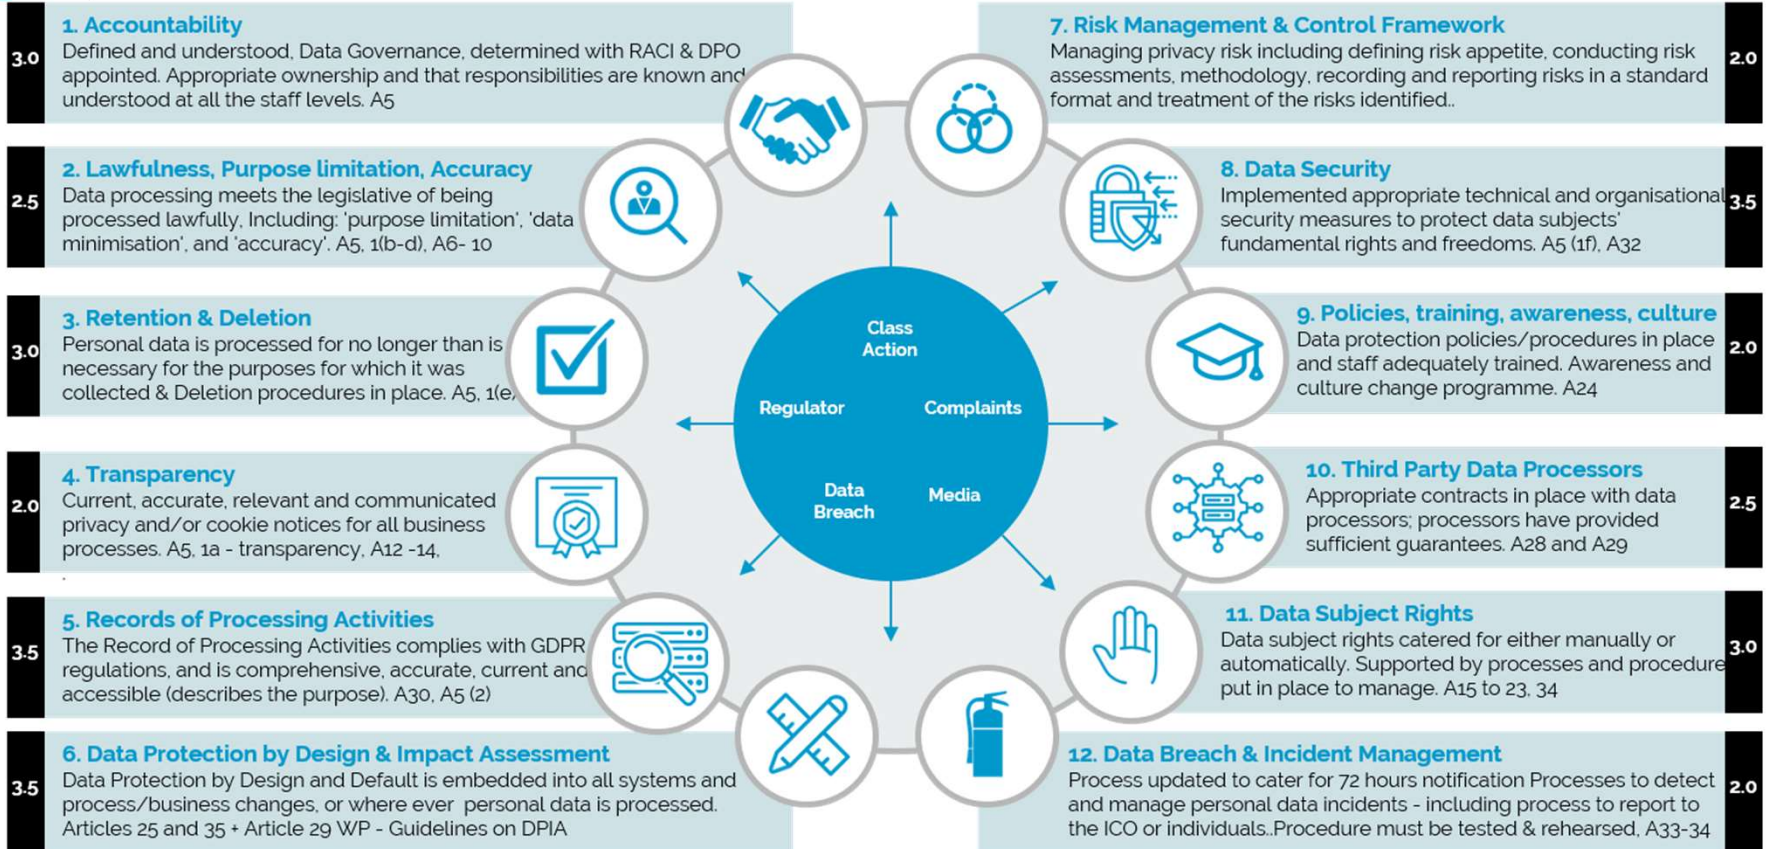 3.0
1. Accountability
Defined and understood, Data Governance, determined with RACI & DPO
appointed. Appropriate ownership and that responsibilities are known and
understood at all the staff levels. A5
2.5
2. Lawfulness, Purpose limitation, Accuracy
Data processing meets the legislative of being
processed lawfully, Including: 'purpose limitation', 'data
minimisation', and 'accuracy'. A5, 1(b-d), A6- 10
3.0
3. Retention & Deletion
Personal data is processed for no longer than is
necessary for the purposes for which it was
collected & Deletion procedures in place. A5, 1(e)
2.0
4. Transparency
Current, accurate, relevant and communicated
privacy and/or cookie notices for all business
processes. A5, 1a - transparency, A12 -14,
.
3.5
5. Records of Processing Activities
The Record of Processing Activities complies with GDPR
regulations, and is comprehensive, accurate, current and
accessible (describes the purpose). A30, A5 (2)
3.5
6. Data Protection by Design & Impact Assessment
Data Protection by Design and Default is embedded into all systems and
process/business changes, or where ever personal data is processed.
Articles 25 and 35 + Article 29 WP - Guidelines on DPIA
Class
Action
Regulator
Complaints
Data
Breach
Media
7. Risk Management & Control Framework
Managing privacy risk including defining risk appetite, conducting risk
assessments, methodology, recording and reporting risks in a standard
format and treatment of the risks identified..
2.0
8. Data Security
Implemented appropriate technical and organisational
security measures to protect data subjects'
fundamental rights and freedoms. A5 (1f), A32
3.5
9. Policies, training, awareness, culture
Data protection policies/procedures in place
and staff adequately trained. Awareness and
culture change programme. A24
2.0
10. Third Party Data Processors
Appropriate contracts in place with data
processors; processors have provided
sufficient guarantees. A28 and A29
2.5
11. Data Subject Rights
Data subject rights catered for either manually or
automatically. Supported by processes and procedure
put in place to manage. A15 to 23, 34
3.0
12. Data Breach & Incident Management
Process updated to cater for 72 hours notification Processes to detect
and manage personal data incidents - including process to report to
the ICO or individuals..Procedure must be tested & rehearsed, A33-34
2.0